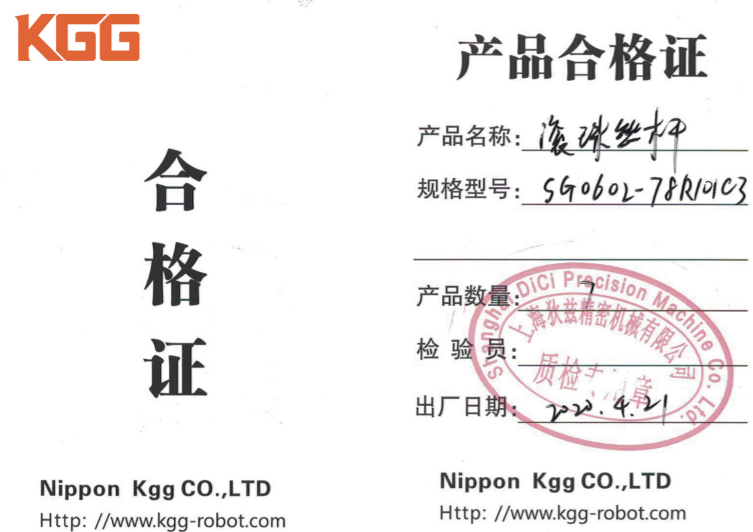 KGG
合
格
证
Nippon Kgg CO.,LTD
Http: //www.kgg-robot.com
产品合格证
产品名称: 滚珠丝杆
规格型号: SG0602-78R101C3
产品数量: 7
检 验 员:
出厂日期: 2020.4.21
Shanghai DiCi Precision Machine Co. Ltd.
上海狄兹精密机械有限公司
质检 章
Nippon Kgg CO.,LTD
Http: //www.kgg-robot.com